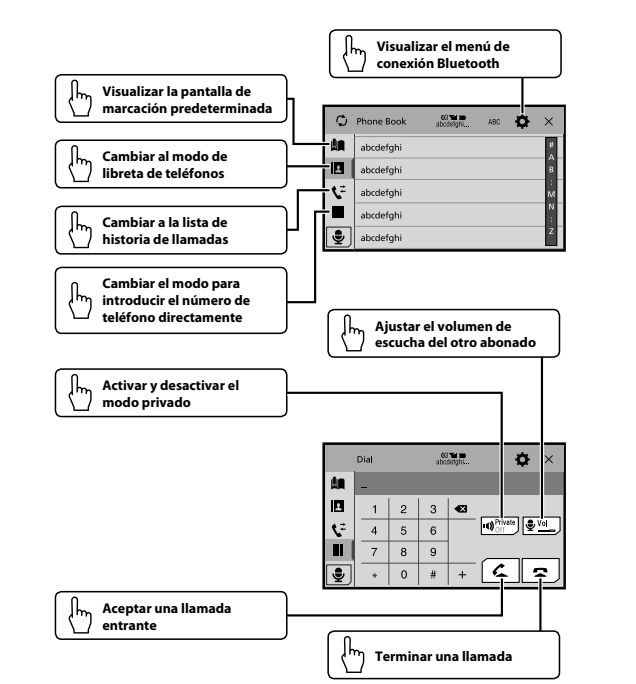 Visualizar el menú de
conexión Bluetooth
Visualizar la pantalla de
marcación predeterminada
Cambiar al modo de
libreta de teléfonos
Cambiar a la lista de
historia de llamadas
Cambiar el modo para
introducir el número de
teléfono directamente
Phone Book
abcdefghi...
ABC
abcdefghi
abcdefghi
abcdefghi
abcdefghi
abcdefghi
#
A
B
:
M
N
:
Z
Ajustar el volumen de
escucha del otro abonado
Activar y desactivar el
modo privado
Dial
abcdefghi...
_
1 2 3
4 5 6
7 8 9
* 0 # +
Private
Off
Vol
Aceptar una llamada
entrante
Terminar una llamada